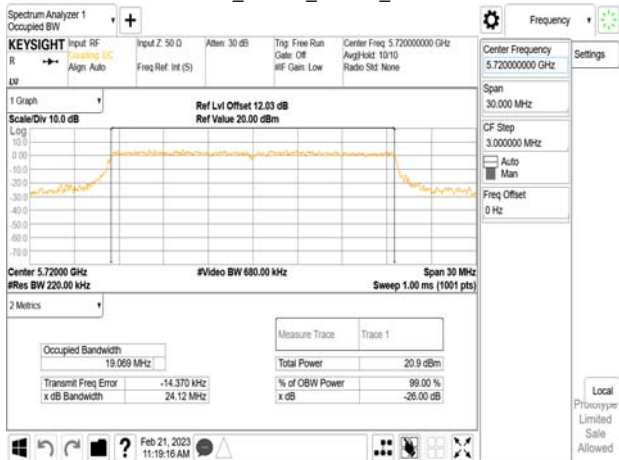 Spectrum Analyzer 1
Occupied BW
Frequency
KEYSIGHT
R
LVI
Input: RF
Coupling: DC
Align: Auto
Input Z: 50 Ω
Freq Ref: Int (S)
Atten: 30 dB
Trig: Free Run
Gate: Off
#IF Gain: Low
Center Freq: 5.720000000 GHz
Avg|Hold: 10/10
Radio Std: None
Center Frequency
5.720000000 GHz
Settings
Span
30.000 MHz
CF Step
3.000000 MHz
Auto
Man
Freq Offset
0 Hz
1 Graph
Scale/Div 10.0 dB
Ref Lvl Offset 12.03 dB
Ref Value 20.00 dBm
Log
10.0
0.00
-10.0
-20.0
-30.0
-40.0
-50.0
-60.0
-70.0
Center 5.72000 GHz
#Video BW 680.00 kHz
Span 30 MHz
#Res BW 220.00 kHz
Sweep 1.00 ms (1001 pts)
2 Metrics
Measure Trace Trace 1
Occupied Bandwidth
19.069 MHz
Total Power 20.9 dBm
Transmit Freq Error -14.370 kHz
% of OBW Power 99.00 %
x dB Bandwidth 24.12 MHz
x dB -26.00 dB
Local
Prototype
Limited
Sale
Allowed
?
Feb 21, 2023
11:19:16 AM